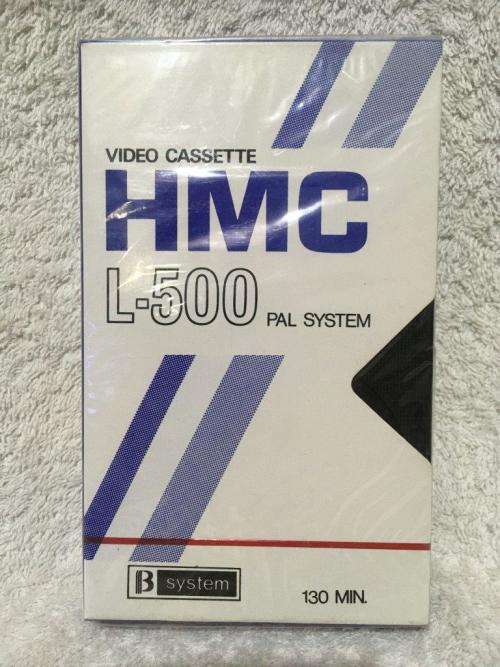 VIDEO CASSETTE
HMC
L-500 PAL SYSTEM
β system
130 MIN.